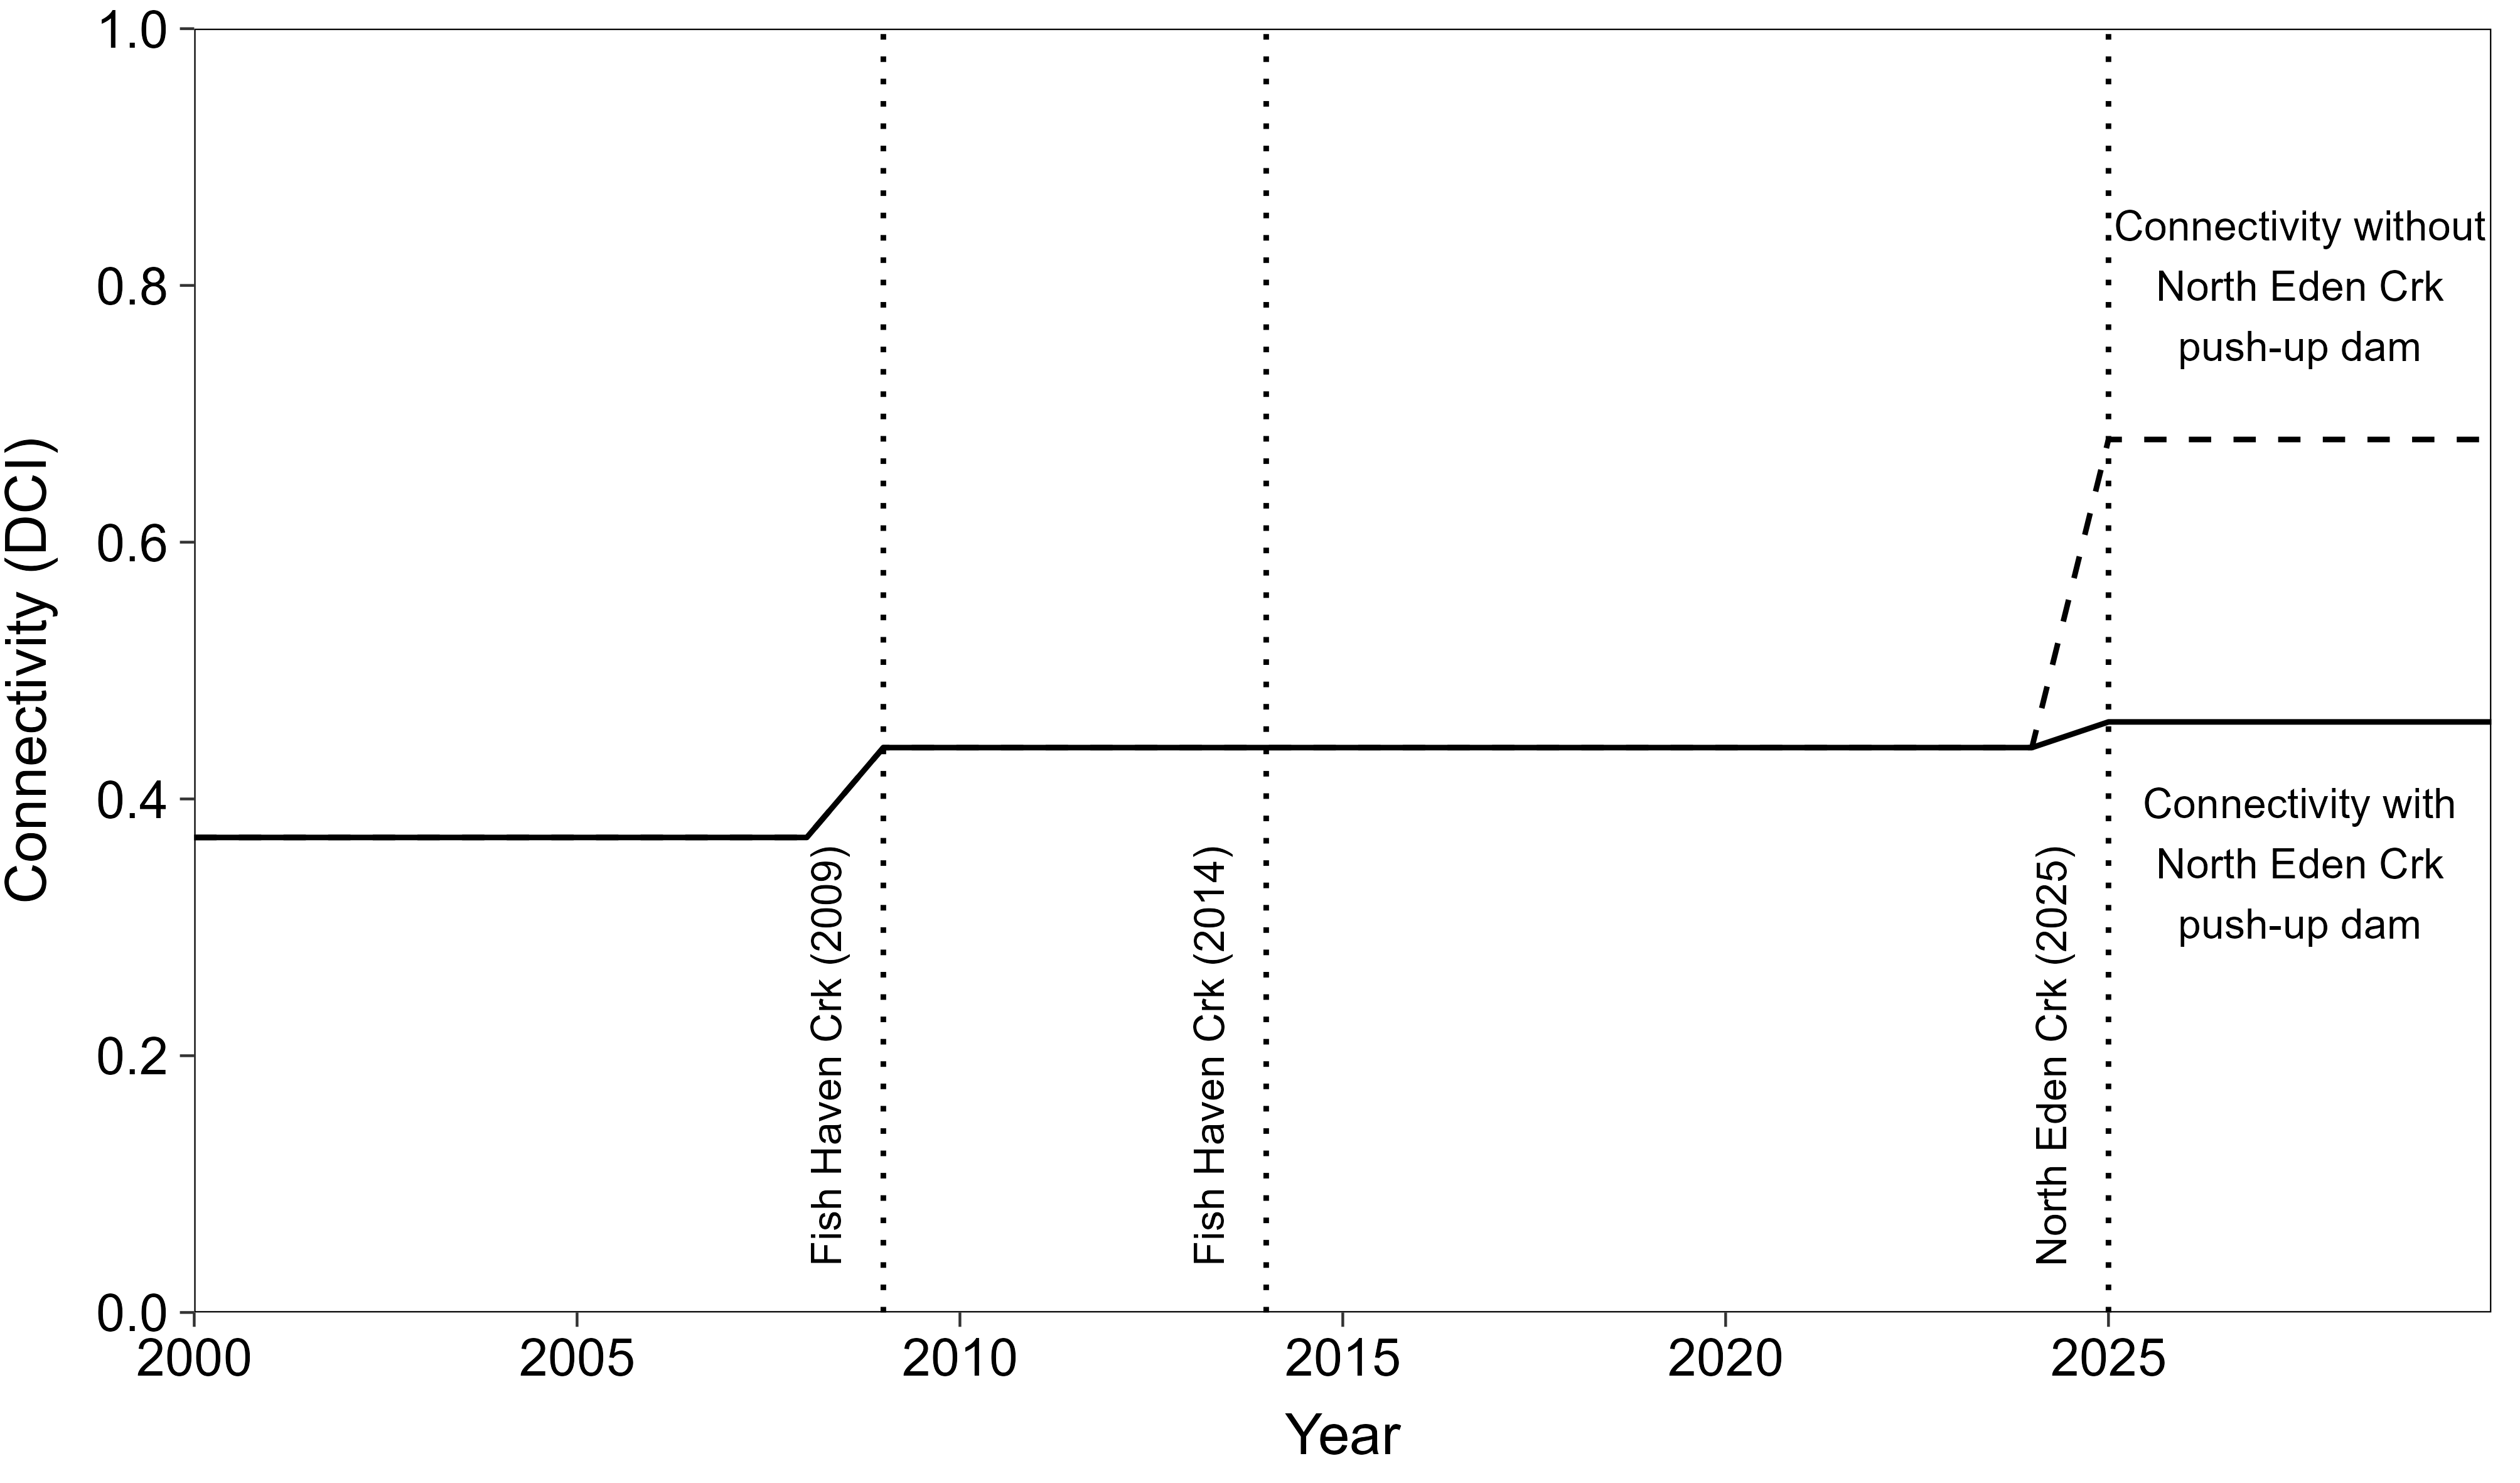 1.0
0.8
0.6
0.4
0.2
0.0
Connectivity (DCI)
Connectivity without
North Eden Crk
push-up dam
Connectivity with
North Eden Crk
push-up dam
Fish Haven Crk (2009)
Fish Haven Crk (2014)
North Eden Crk (2025)
2000 2005 2010 2015 2020 2025
Year